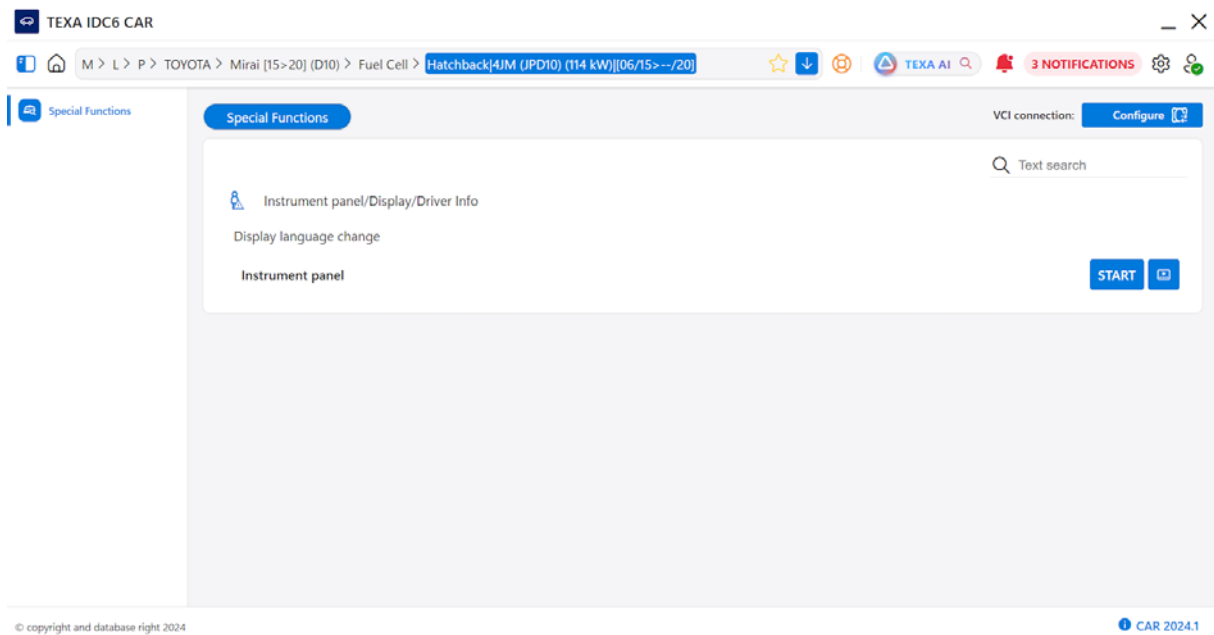 TEXA IDC6 CAR
M > L > P > TOYOTA > Mirai [15>20] (D10) > Fuel Cell > Hatchback|4JM (JPD10) (114 kW)|[06/15>--/20]
TEXA AI
3 NOTIFICATIONS
Special Functions
Special Functions
VCI connection:
Configure
Text search
Instrument panel/Display/Driver Info
Display language change
Instrument panel
START
© copyright and database right 2024
CAR 2024.1